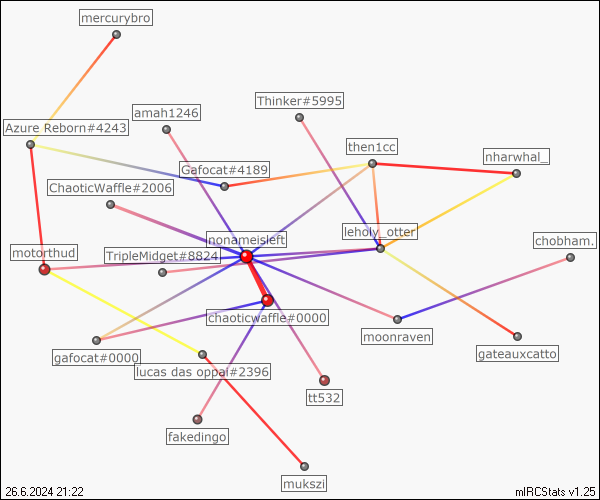 mercurybro
Thinker#5995
amah1246
Azure Reborn#4243
then1cc
nharwhal_
Gafocat#4189
ChaoticWaffle#2006
leholy_otter
nonameisleft
chobham.
motorthud
TripleMidget#8824
chaoticwaffle#0000
moonraven
gafocat#0000
gateauxcatto
lucas das oppai#2396
tt532
fakedingo
mukszi
26.6.2024 21:22
mIRCStats v1.25